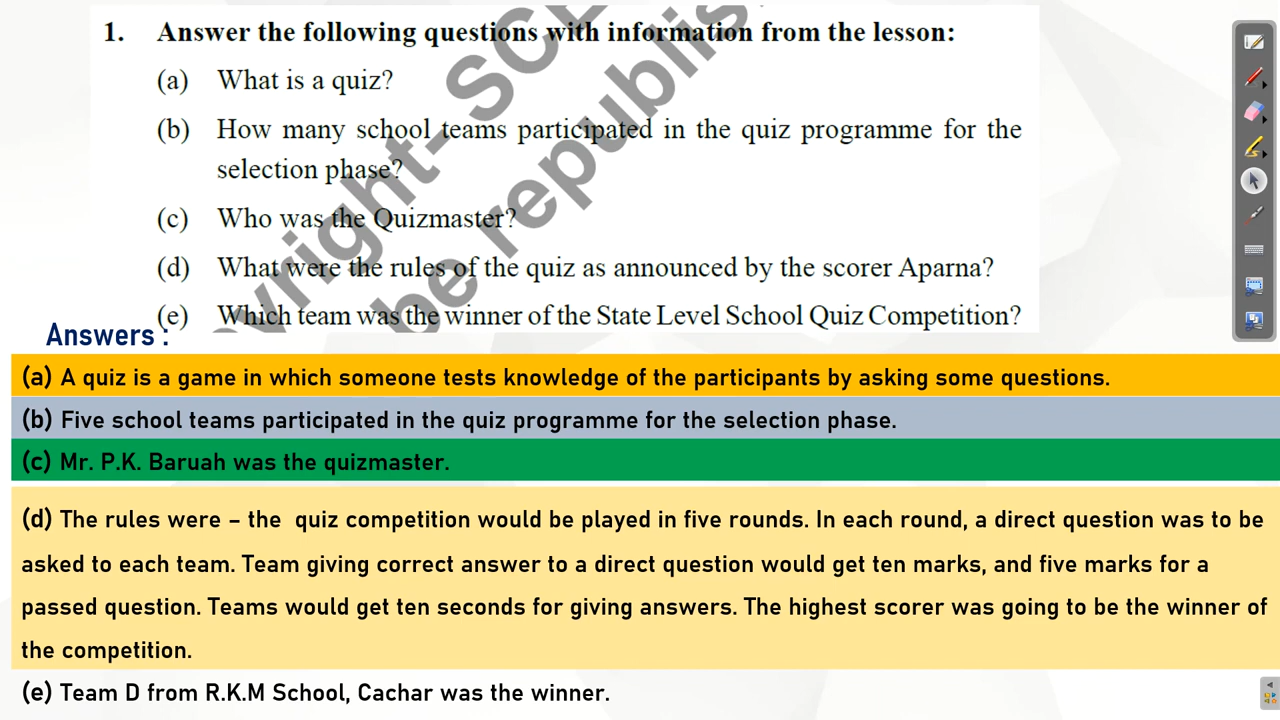 1. Answer the following questions with information from the lesson:
(a) What is a quiz?
(b) How many school teams participated in the quiz programme for the
selection phase?
(c) Who was the Quizmaster?
(d) What were the rules of the quiz as announced by the scorer Aparna?
(e) Which team was the winner of the State Level School Quiz Competition?
Answers :
(a) A quiz is a game in which someone tests knowledge of the participants by asking some questions.
(b) Five school teams participated in the quiz programme for the selection phase.
(c) Mr. P.K. Baruah was the quizmaster.
(d) The rules were – the quiz competition would be played in five rounds. In each round, a direct question was to be
asked to each team. Team giving correct answer to a direct question would get ten marks, and five marks for a
passed question. Teams would get ten seconds for giving answers. The highest scorer was going to be the winner of
the competition.
(e) Team D from R.K.M School, Cachar was the winner.